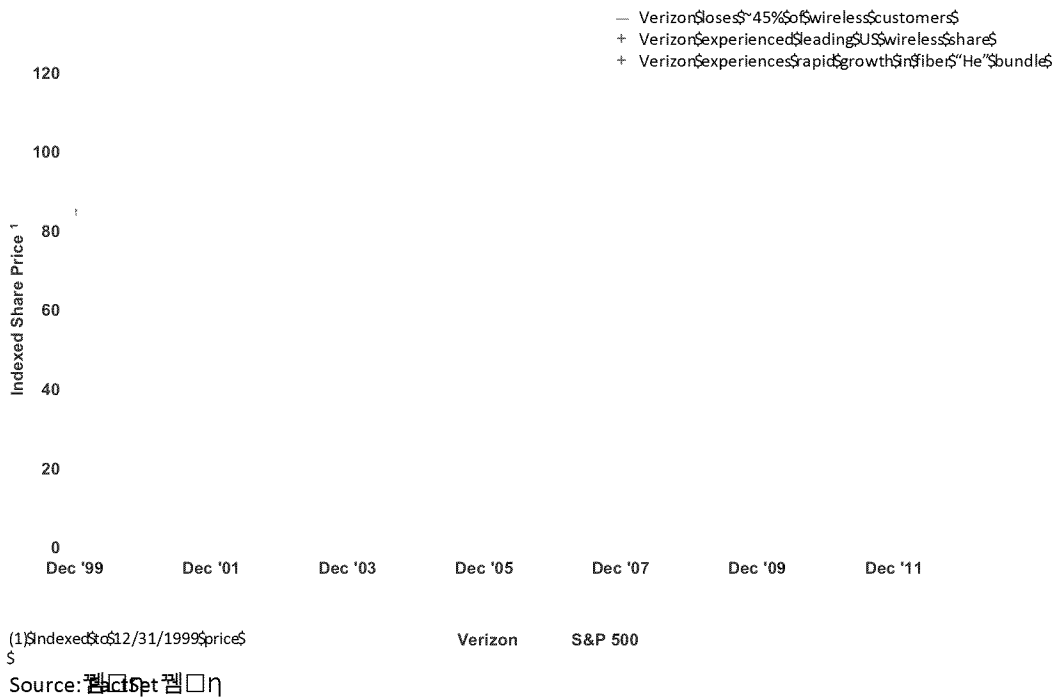 — Verizon$loses$~45%$of$wireless$customers$
+ Verizon$experienced$leading$US$wireless$share$
+ Verizon$experiences$rapid$growth$in$fiber$“He”$bundle$
120
100
80
60
40
20
0
Indexed Share Price ¹
Dec '99 Dec '01 Dec '03 Dec '05 Dec '07 Dec '09 Dec '11
Verizon S&P 500
(1)$Indexed$to$12/31/1999$price$
$
Source: FactSet